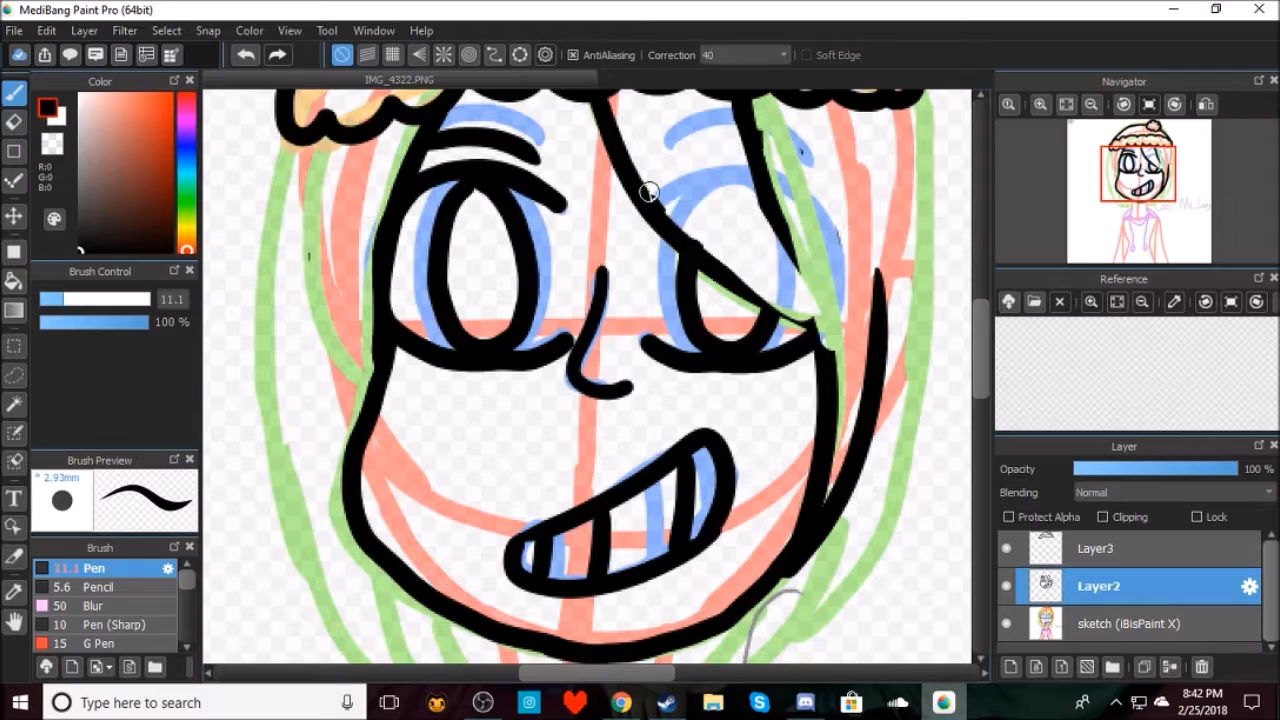 MediBang Paint Pro (64bit)
File Edit Layer Filter Select Snap Color View Tool Window Help
AntiAliasing Correction 40 Soft Edge
Color
IMG_4322.PNG
Navigator
R:0
G:0
B:0
Brush Control
11.1
100 %
Reference
Brush Preview
* 2.93mm
Layer
Opacity 100 %
Blending Normal
Protect Alpha Clipping Lock
Brush
11.1 Pen
5.6 Pencil
50 Blur
10 Pen (Sharp)
15 G Pen
Layer3
Layer2
sketch (iBisPaint X)
Type here to search
8:42 PM
2/25/2018